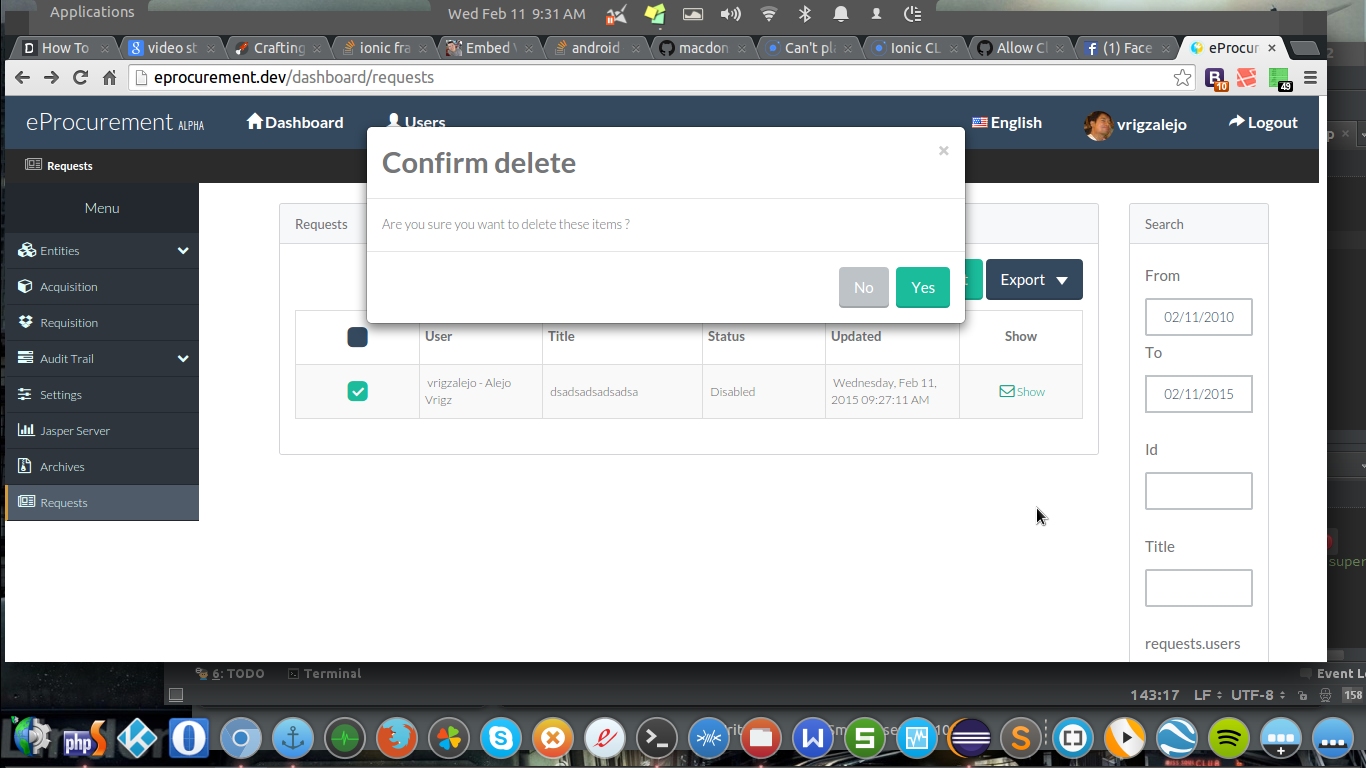 Applications
Wed Feb 11 9:31 AM
How To
video st
Crafting
ionic fra
Embed
android
macdon
Can't pl
Ionic CL
Allow C
(1) Face
eProcur
eprocurement.dev/dashboard/requests
10
49
eProcurement ALPHA
Dashboard
Users
English
vrigzalejo
Logout
Requests
Menu
Entities
Acquisition
Requisition
Audit Trail
Settings
Jasper Server
Archives
Requests
Confirm delete
×
Are you sure you want to delete these items ?
No
Yes
Requests
Export
User
Title
Status
Updated
Show
vrigzalejo - Alejo
Vrigz
dsadsadsadsadsa
Disabled
Wednesday, Feb 11,
2015 09:27:11 AM
Show
Search
From
02/11/2010
To
02/11/2015
Id
Title
requests.users
super
6: TODO
Terminal
Event Lo
143:17
LF
UTF-8
158
php